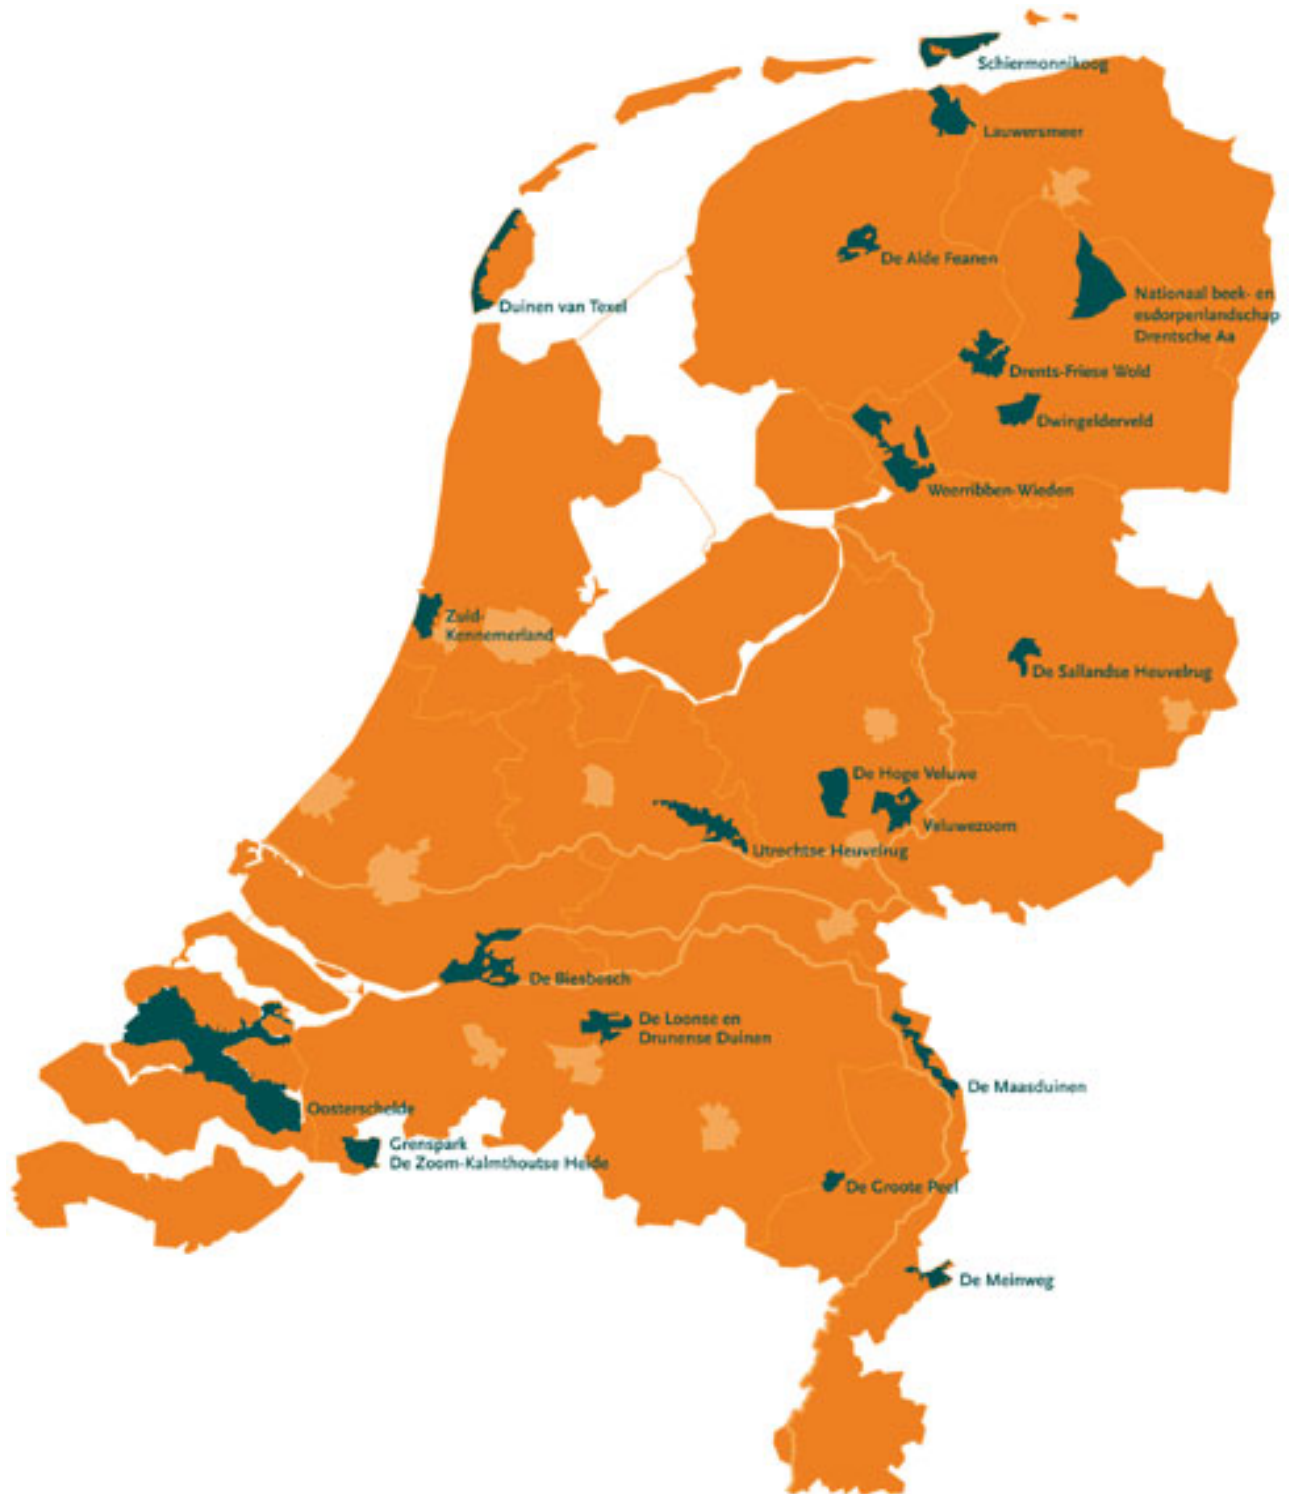 Schiermonnikoog
Lauwersmeer
De Alde Feanen
Duinen van Texel
Nationaal beek- en
esdorpenlandschap
Drentsche Aa
Drents-Friese Wold
Dwingelderveld
Weerribben-Wieden
Zuid-
Kennemerland
De Sallandse Heuvelrug
De Hoge Veluwe
Veluwezoom
Utrechtse Heuvelrug
De Biesbosch
De Loonse en
Drunense Duinen
De Maasduinen
Oosterschelde
Grenspark
De Zoom-Kalmthoutse Heide
De Groote Peel
De Meinweg